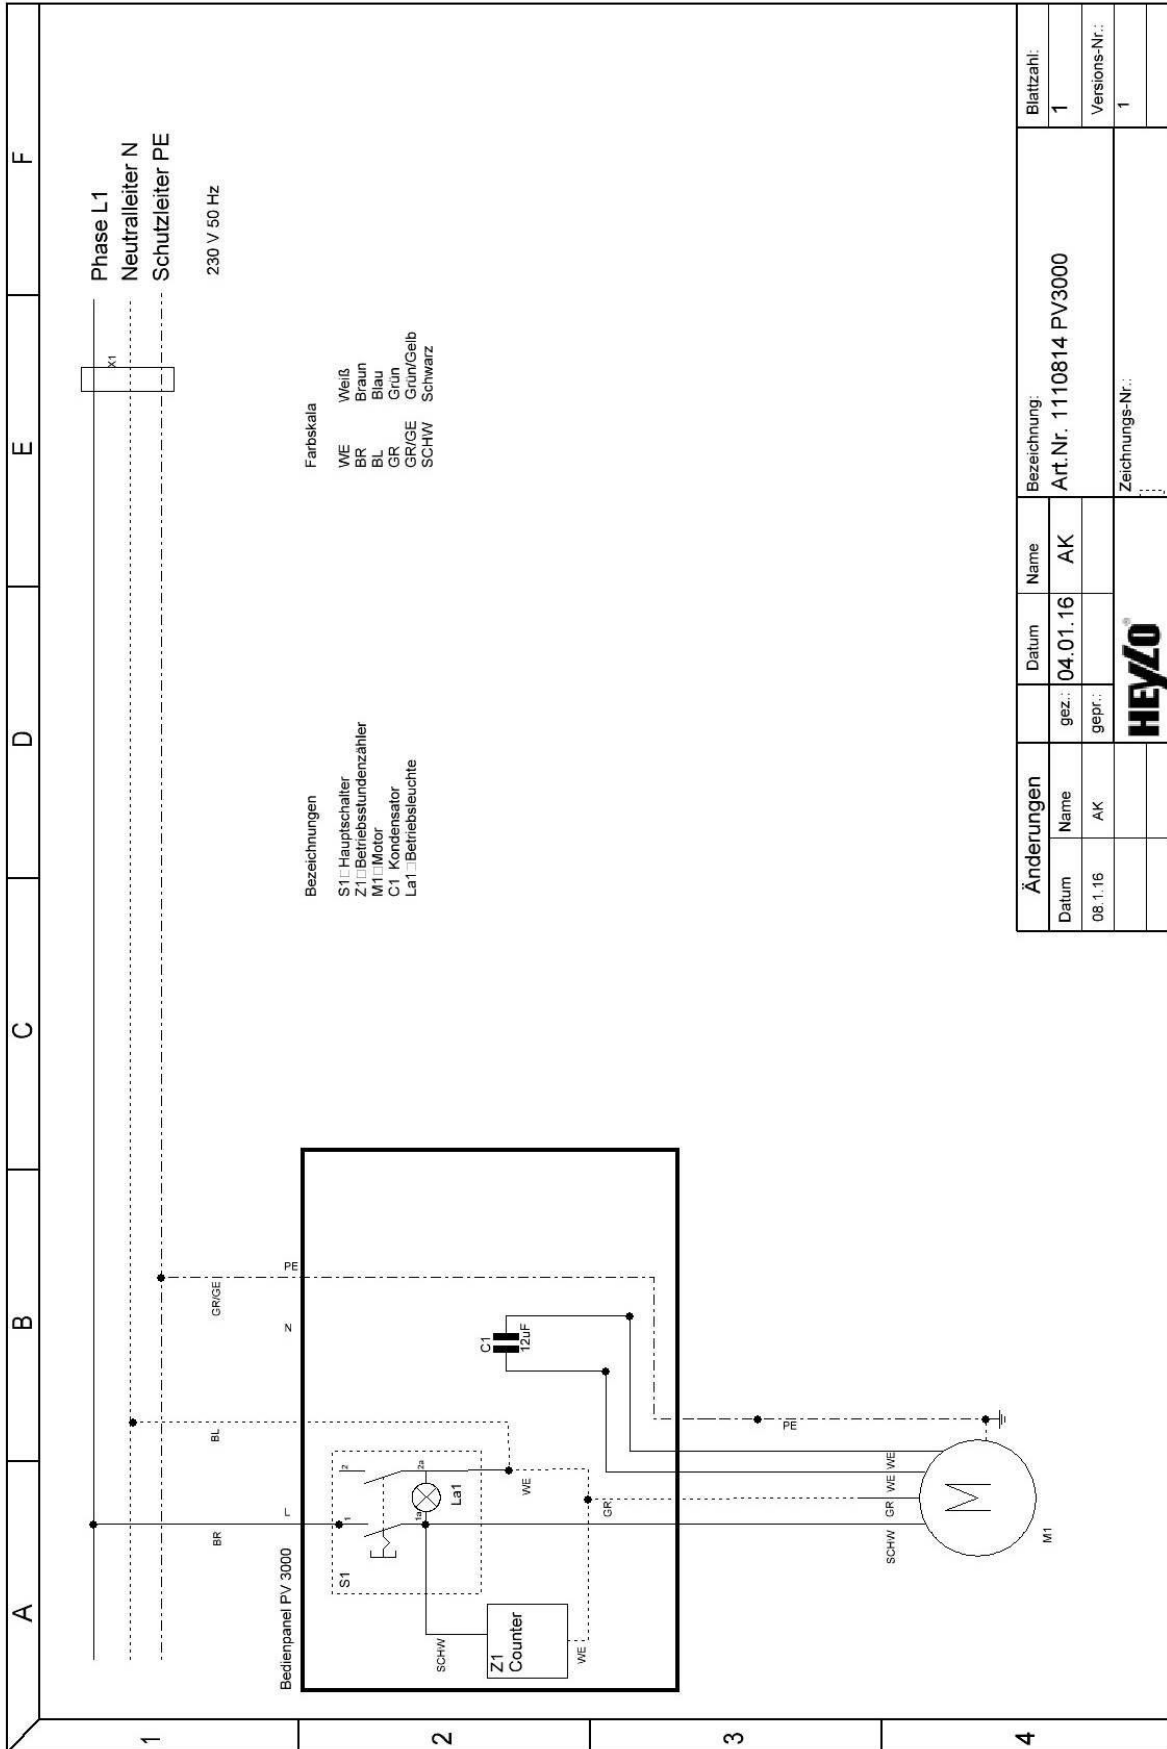 A
B
C
D
E
F
1
2
3
4
Phase L1
Neutralleiter N
Schutzleiter PE
230 V 50 Hz
X1
BR
BL
GR/GE
Bedienpanel PV 3000
L
N
PE
S1
1
2
1a
2a
La1
SCHW
Z1
Counter
WE
WE
GR
C1
12uF
PE
SCHW
GR
WE
WE
M
M1
Bezeichnungen
S1 Hauptschalter
Z1 Betriebsstundenzähler
M1 Motor
C1 Kondensator
La1 Betriebsleuchte
Farbskala
WE Weiß
BR Braun
BL Blau
GR Grün
GR/GE Grün/Gelb
SCHW Schwarz
Änderungen
Datum Name
08.1.16 AK
Datum Name
gez.: 04.01.16 AK
gepr.:
HEYLO®
Bezeichnung:
Art.Nr. 1110814 PV3000
Zeichnungs-Nr.:
Blattzahl:
1
Versions-Nr.:
1